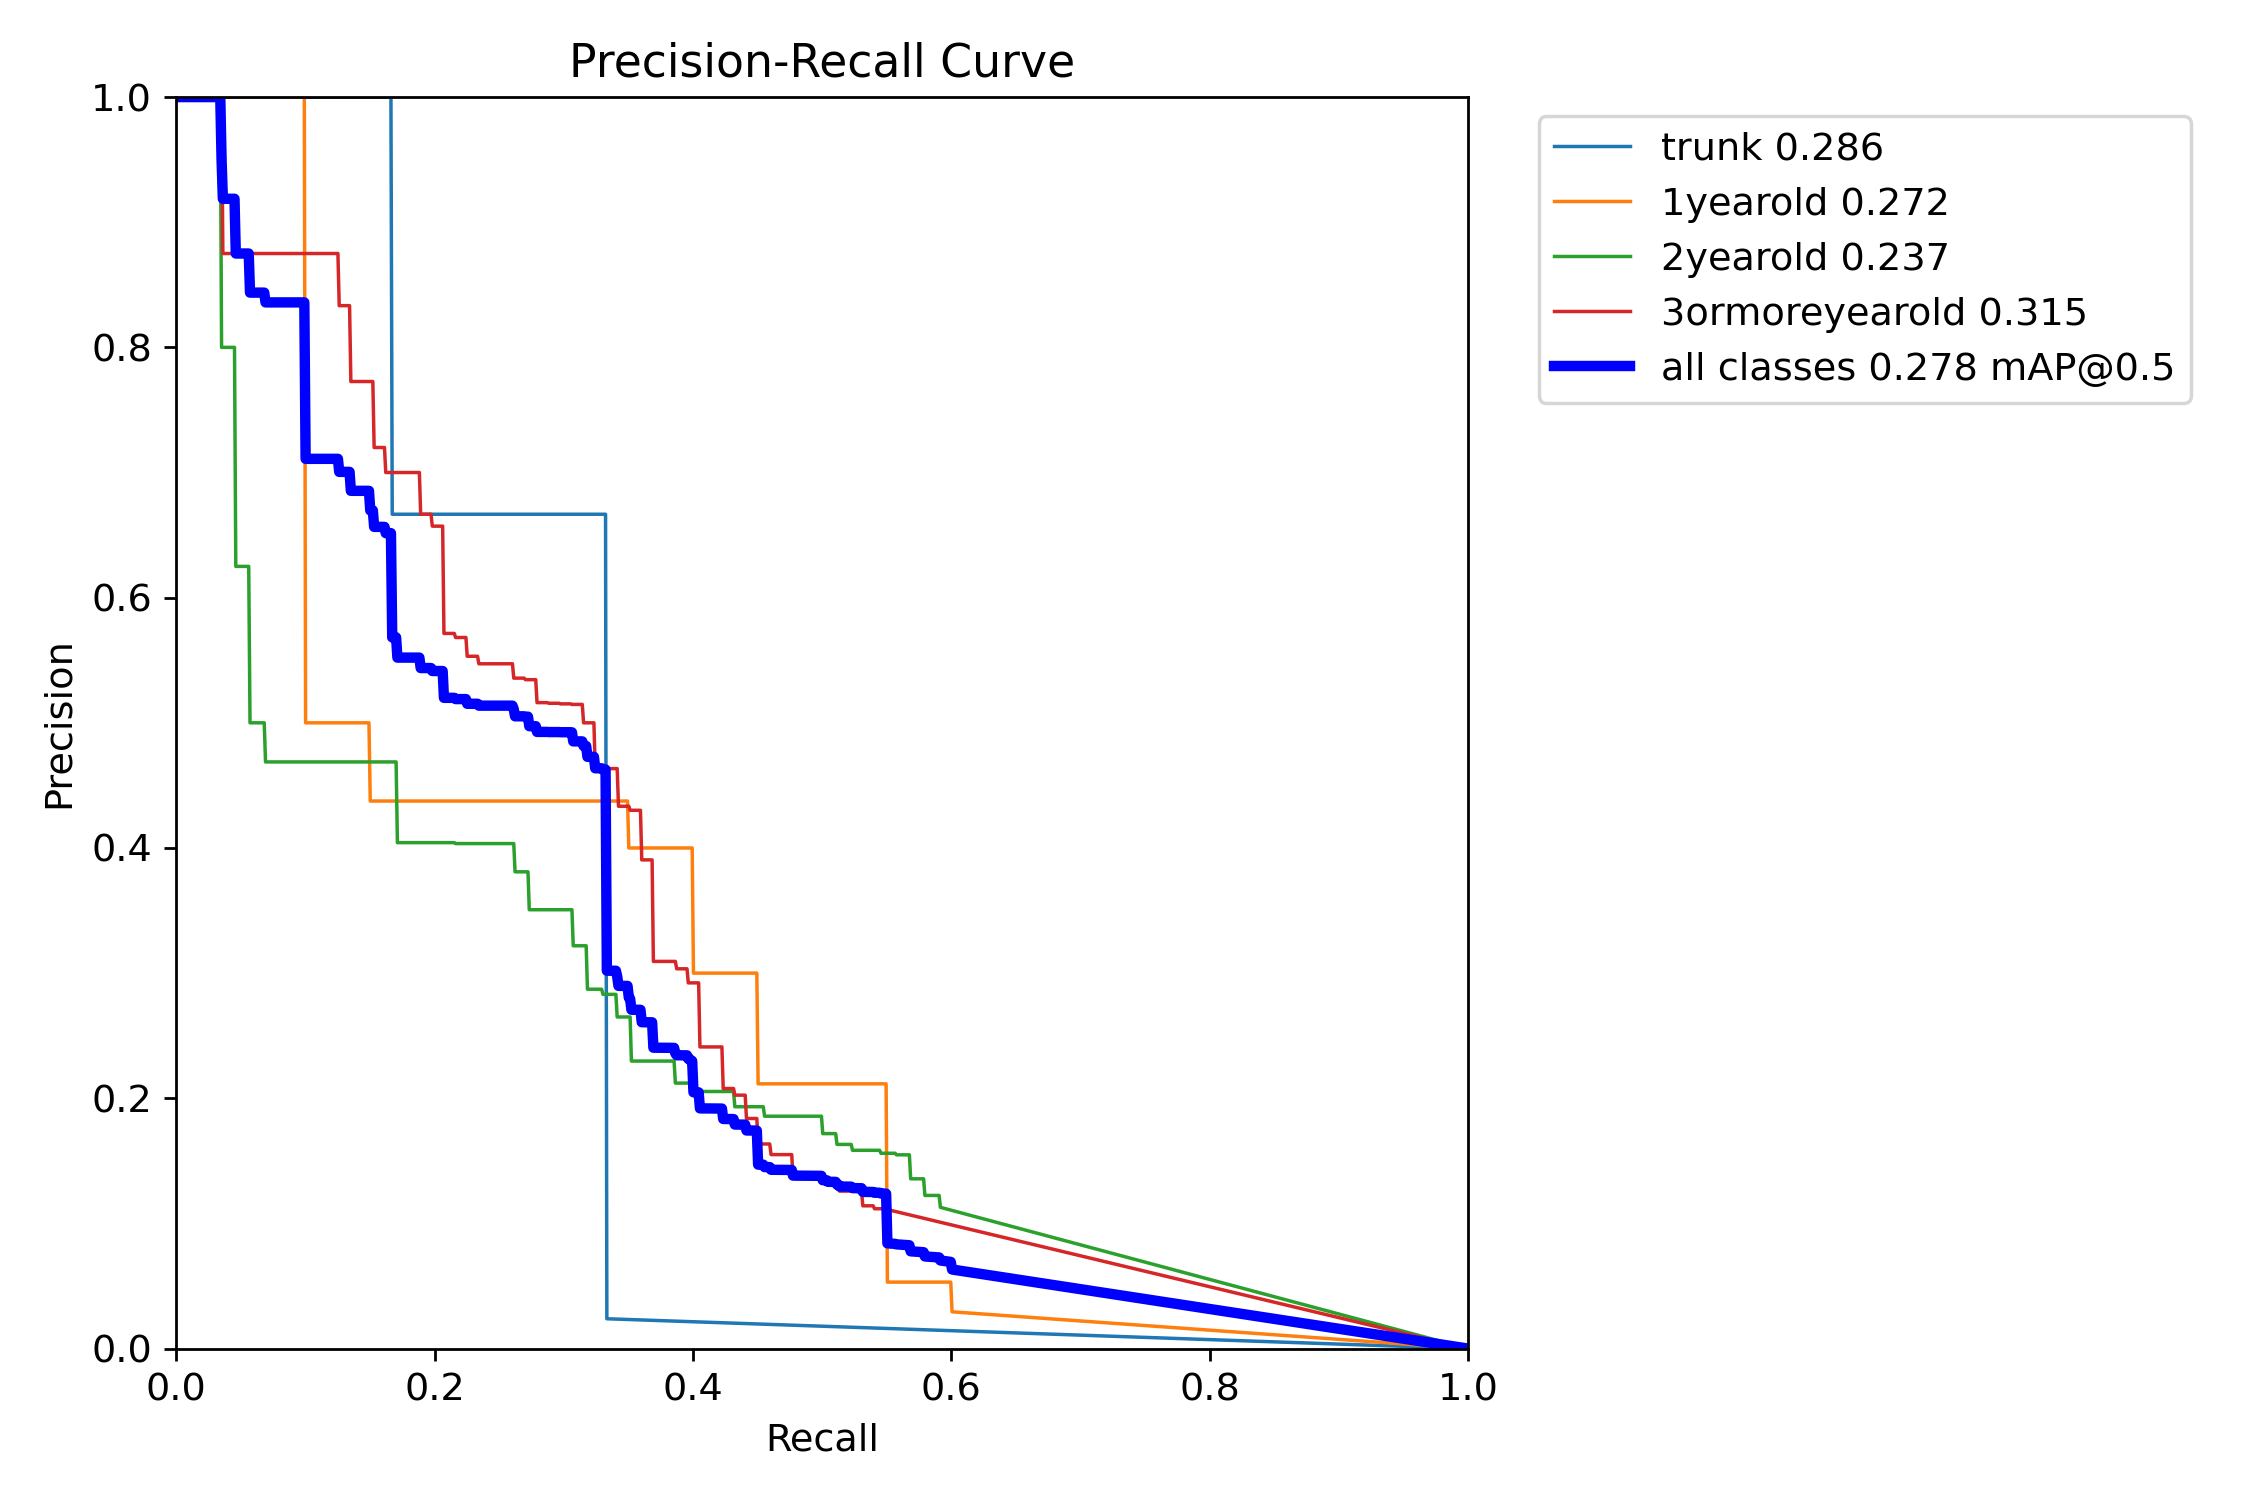 Precision-Recall Curve
1.0
0.8
0.6
0.4
0.2
0.0
Precision
0.0 0.2 0.4 0.6 0.8 1.0
Recall
trunk 0.286
1yearold 0.272
2yearold 0.237
3ormoreyearold 0.315
all classes 0.278 mAP@0.5